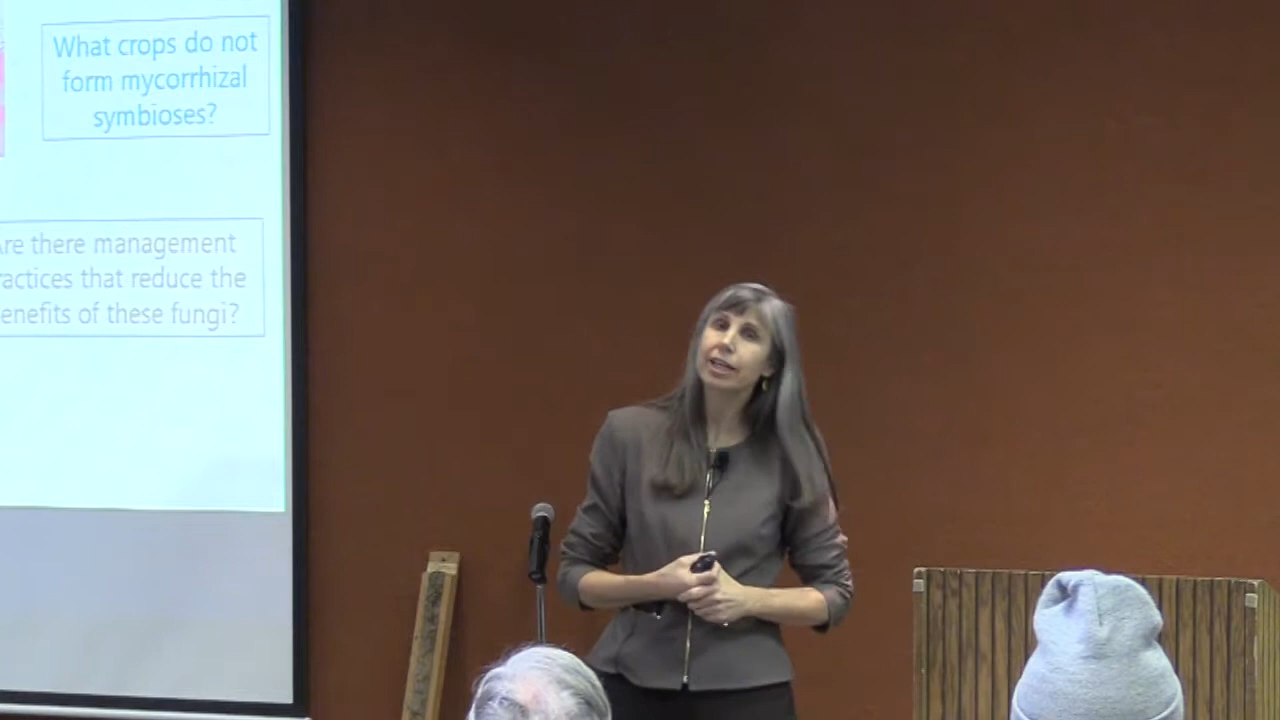 What crops do not
form mycorrhizal
symbioses?
re there management
ractices that reduce the
enefits of these fungi?